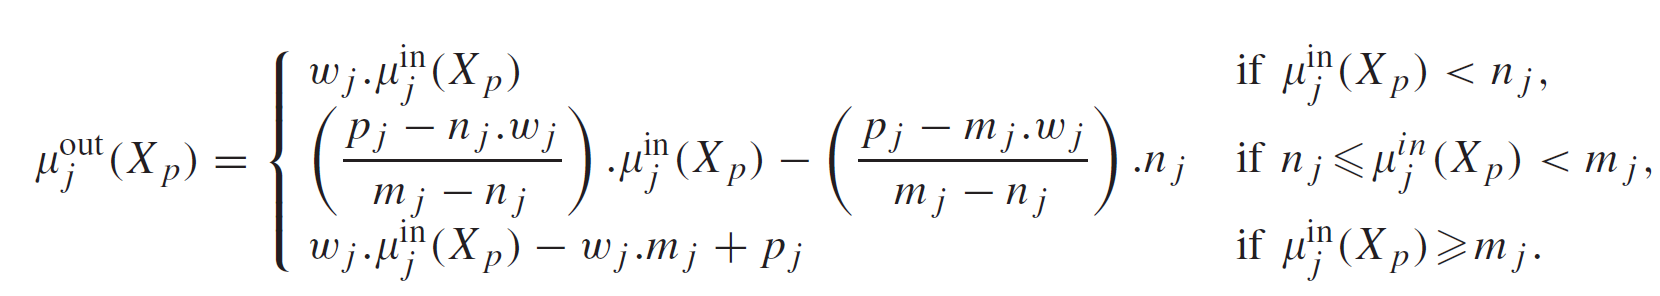 w_j.μ_j^in(X_p) if μ_j^in(X_p) < n_j,
μ_j^out(X_p) = { ((p_j − n_j.w_j)/(m_j − n_j)).μ_j^in(X_p) − ((p_j − m_j.w_j)/(m_j − n_j)).n_j if n_j ⩽ μ_j^in(X_p) < m_j,
w_j.μ_j^in(X_p) − w_j.m_j + p_j if μ_j^in(X_p) ⩾ m_j.